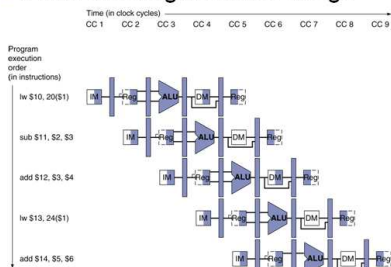 Time (in clock cycles)
CC 1 CC 2 CC 3 CC 4 CC 5 CC 6 CC 7 CC 8 CC 9
Program
execution
order
(in instructions)
lw $10, 20($1)
IM Reg ALU DM Reg
sub $11, $2, $3
IM Reg ALU DM Reg
add $12, $3, $4
IM Reg ALU DM Reg
lw $13, 24($1)
IM Reg ALU DM Reg
add $14, $5, $6
IM Reg ALU DM Reg